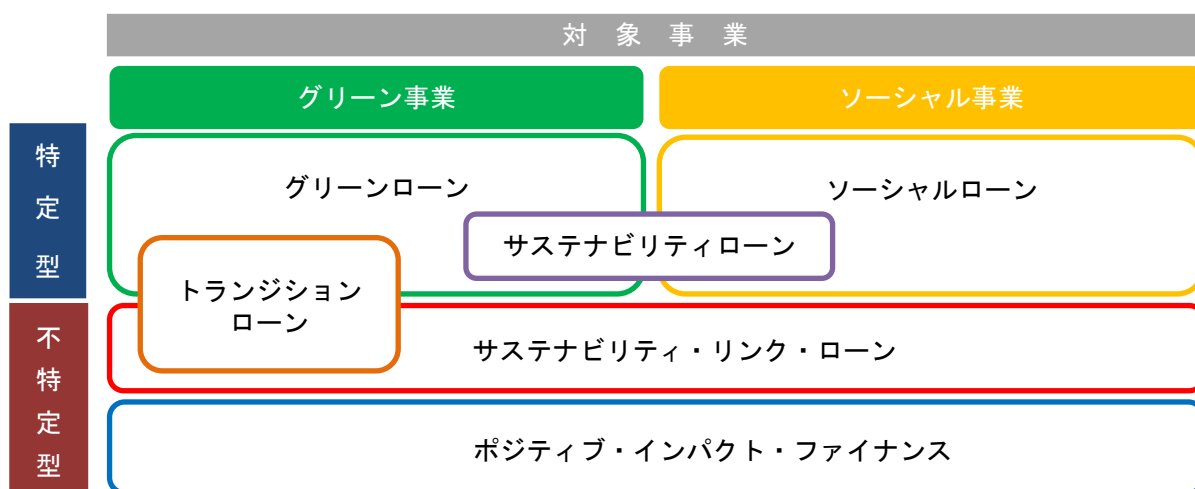 対象事業
グリーン事業
ソーシャル事業
特定型
グリーンローン
ソーシャルローン
サステナビリティローン
トランジション
ローン
不特定型
サステナビリティ・リンク・ローン
ポジティブ・インパクト・ファイナンス